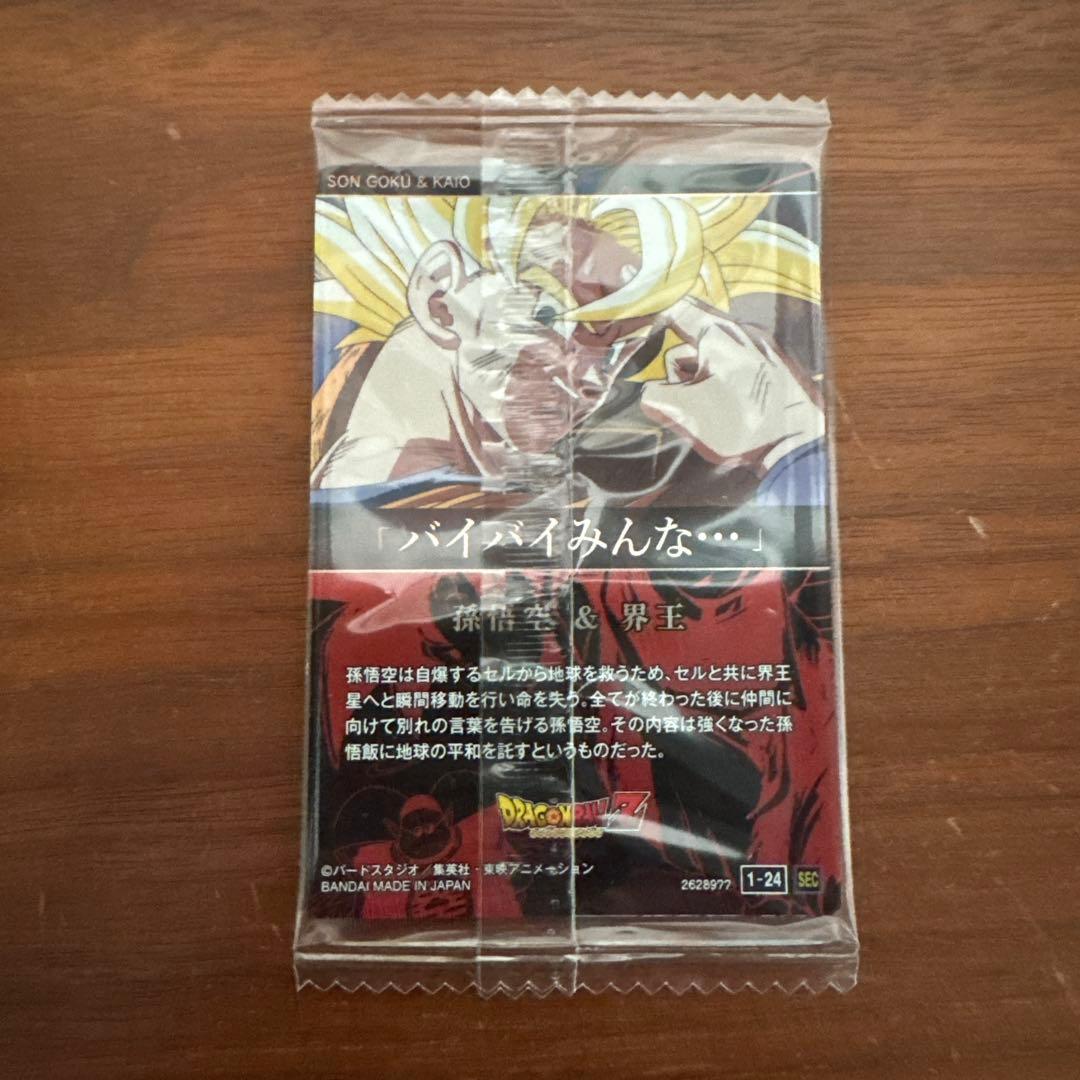 SON GOKU & KAIO
「バイバイみんな…」
孫悟空 & 界王
孫悟空は自爆するセルから地球を救うため、セルと共に界王
星へと瞬間移動を行い命を失う。全てが終わった後に仲間に
向けて別れの言葉を告げる孫悟空。その内容は強くなった孫
悟飯に地球の平和を託すというものだった。
DRAGONBALL Z
©バードスタジオ/集英社・東映アニメーション
BANDAI MADE IN JAPAN
2628977 1-24 SEC